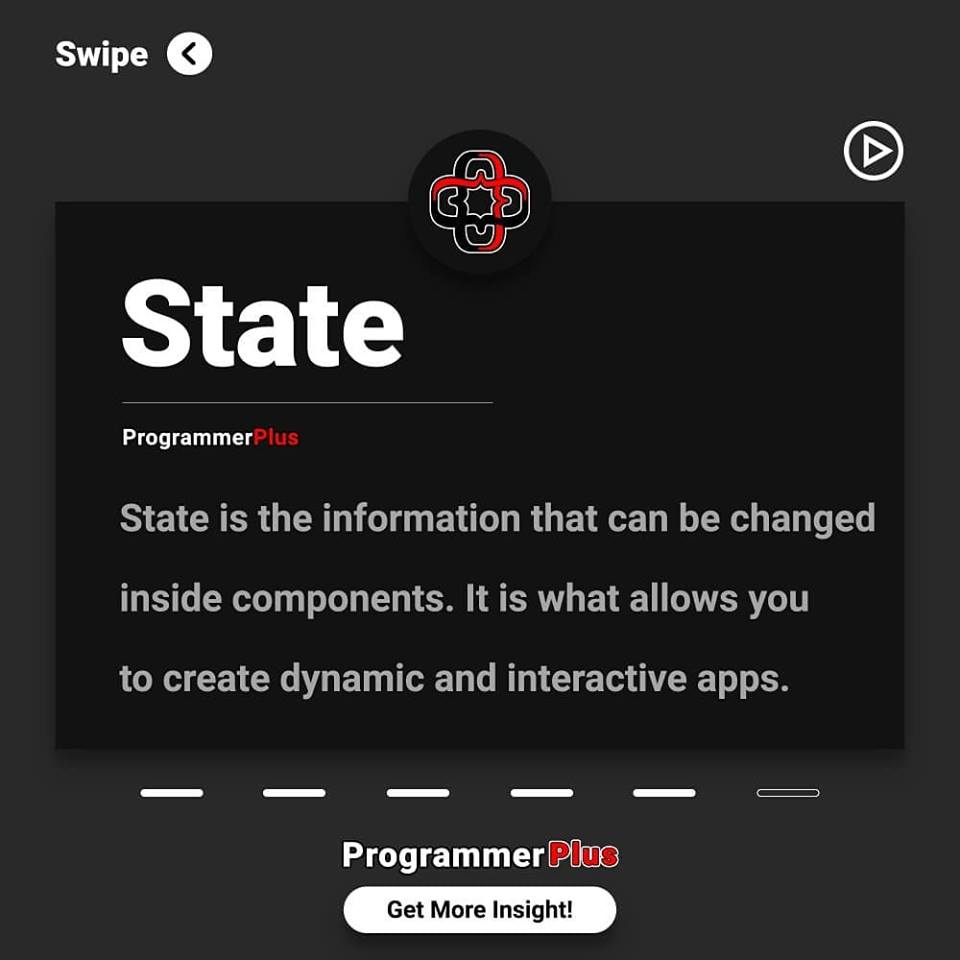 Swipe
State
ProgrammerPlus
State is the information that can be changed
inside components. It is what allows you
to create dynamic and interactive apps.
ProgrammerPlus
Get More Insight!